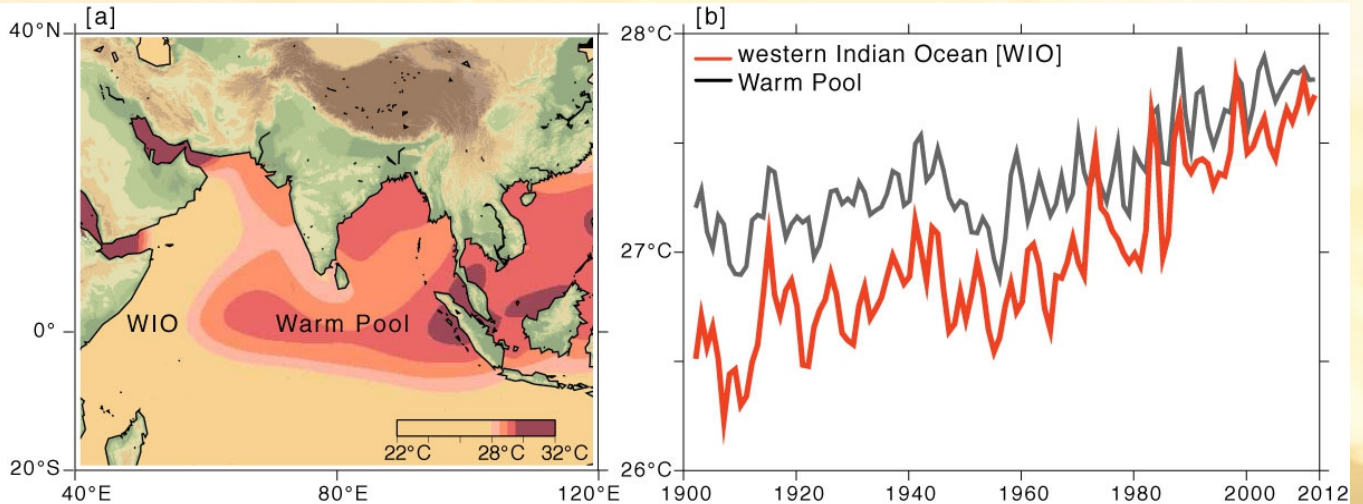 [a]
40°N
0°
20°S
40°E
80°E
120°E
WIO
Warm Pool
22°C
28°C
32°C
[b]
28°C
27°C
26°C
western Indian Ocean [WIO]
Warm Pool
1900
1920
1940
1960
1980
2000
2012